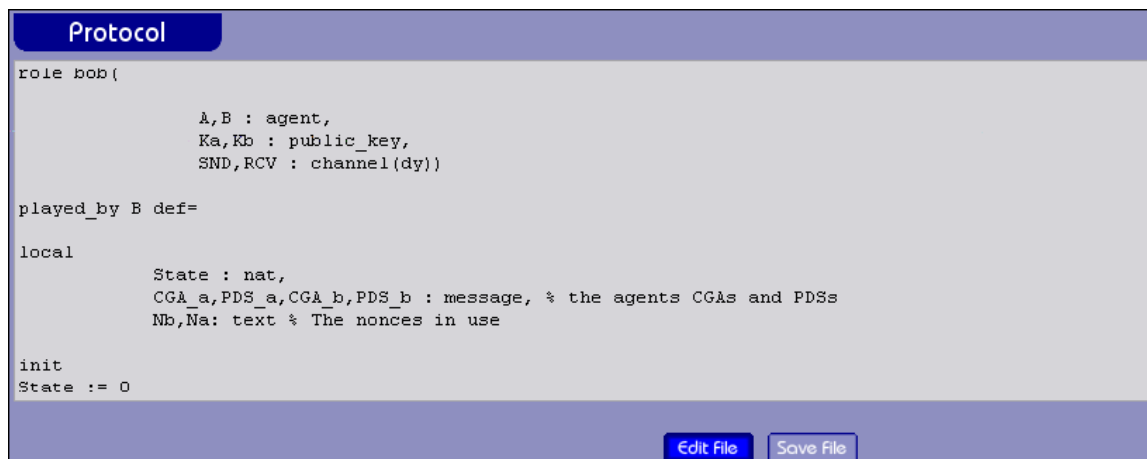 Protocol
role bob(
A,B : agent,
Ka,Kb : public_key,
SND,RCV : channel(dy))
played_by B def=
local
State : nat,
CGA_a,PDS_a,CGA_b,PDS_b : message, % the agents CGAs and PDSs
Nb,Na: text % The nonces in use
init
State := 0
Edit File
Save File